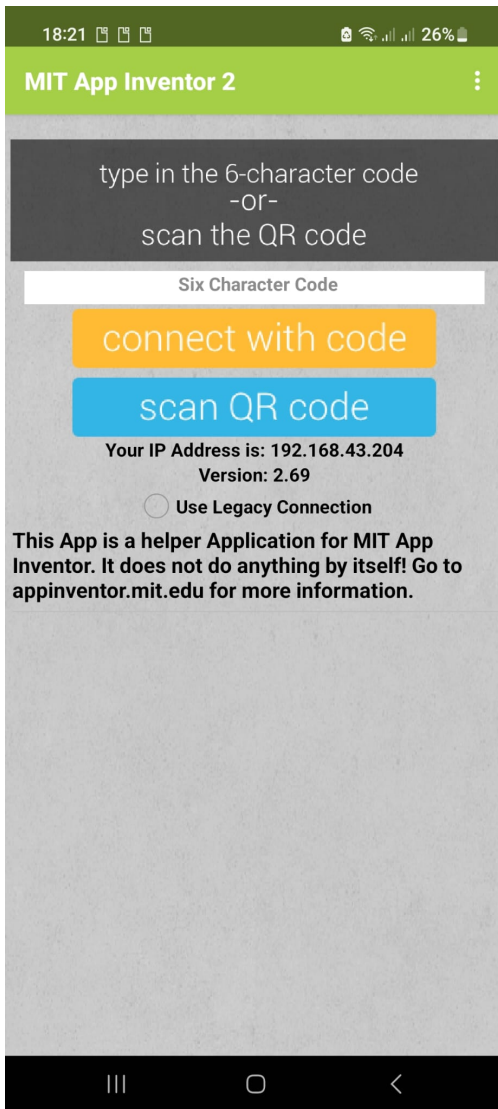 18:21 26%
MIT App Inventor 2
type in the 6-character code
-or-
scan the QR code
Six Character Code
connect with code
scan QR code
Your IP Address is: 192.168.43.204
Version: 2.69
Use Legacy Connection
This App is a helper Application for MIT App
Inventor. It does not do anything by itself! Go to
appinventor.mit.edu for more information.